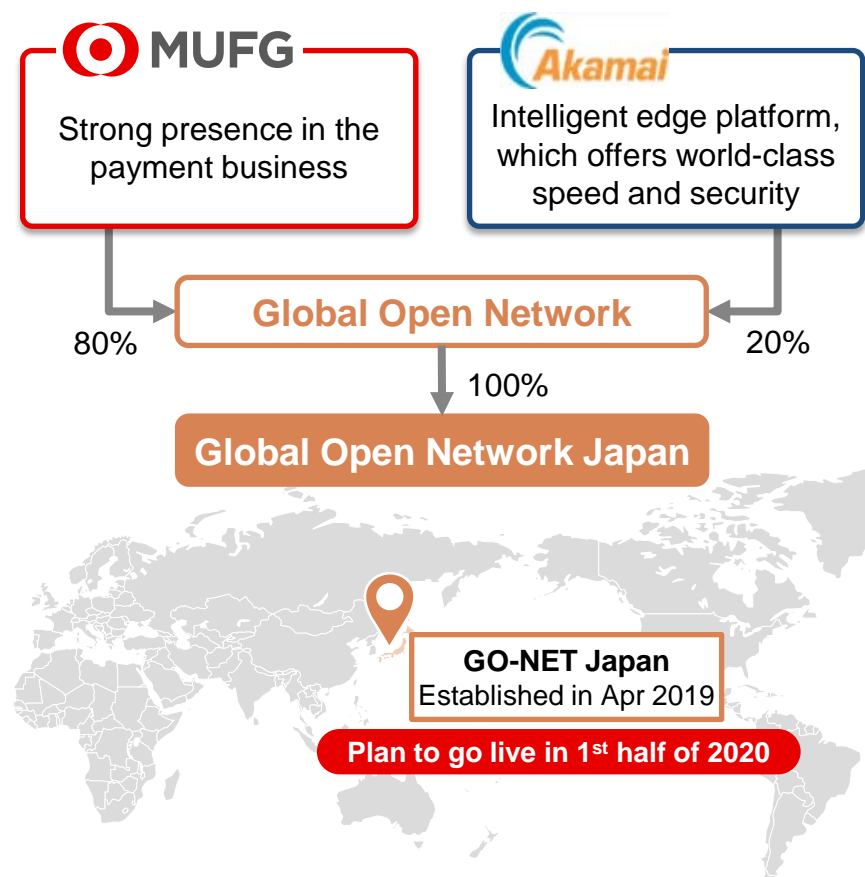 MUFG
Strong presence in the
payment business
Akamai
Intelligent edge platform,
which offers world-class
speed and security
Global Open Network
80%
20%
100%
Global Open Network Japan
GO-NET Japan
Established in Apr 2019
Plan to go live in 1st half of 2020